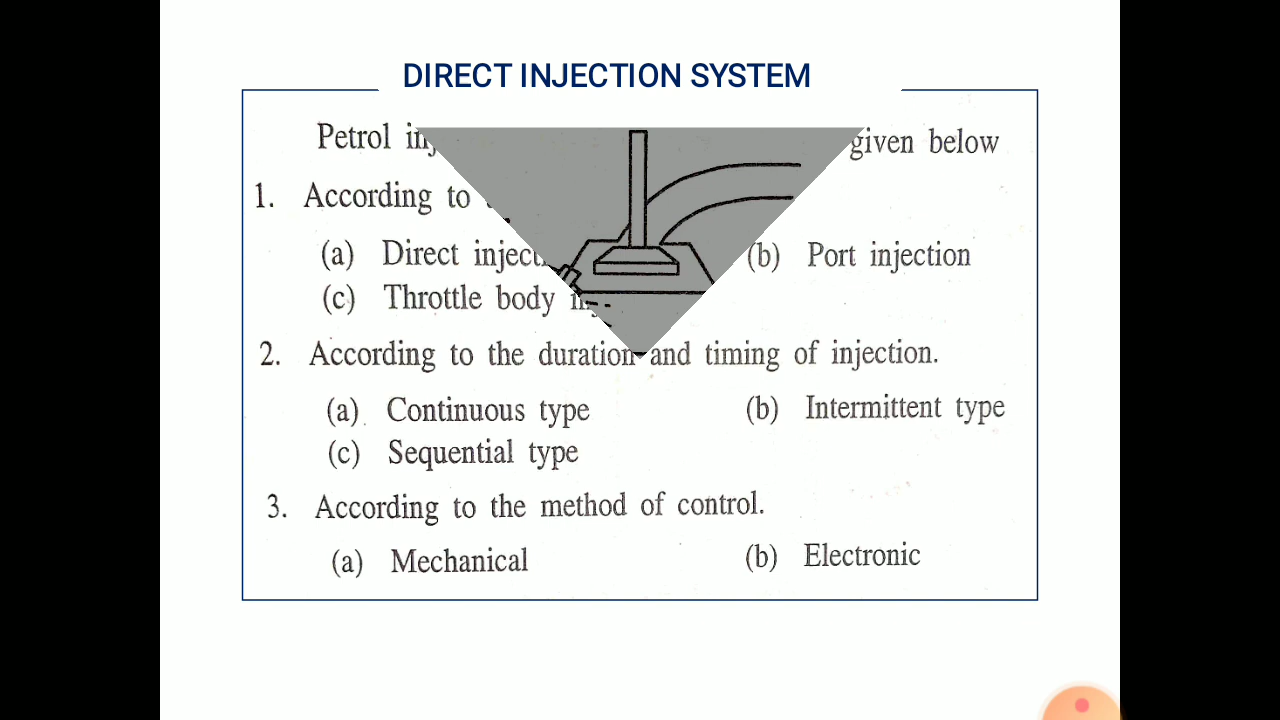 DIRECT INJECTION SYSTEM
Petrol given below
1. According to
(a) Direct (b) Port injection
(c) Throttle body
2. According to the duration and timing of injection.
(a) Continuous type (b) Intermittent type
(c) Sequential type
3. According to the method of control.
(a) Mechanical (b) Electronic